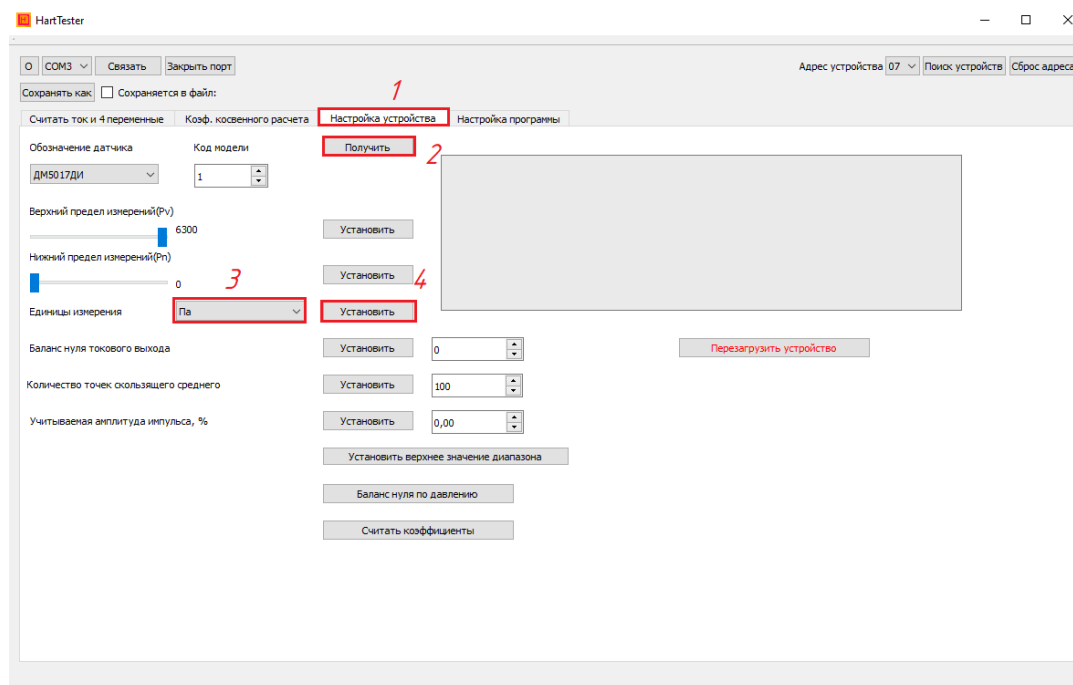 HartTester
О COM3 Связать Закрыть порт Адрес устройства 07 Поиск устройств Сброс адреса
Сохранять как Сохраняется в файл:
1
Считать ток и 4 переменные Коэф. косвенного расчета Настройка устройства Настройка программы
Обозначение датчика Код модели Получить 2
ДМ5017ДИ 1
Верхний предел измерений(Pv)
6300 Установить
Нижний предел измерений(Pn)
0 3 Установить 4
Единицы измерения Па Установить
Баланс нуля токового выхода Установить 0 Перезагрузить устройство
Количество точек скользящего среднего Установить 100
Учитываемая амплитуда импульса, % Установить 0,00
Установить верхнее значение диапазона
Баланс нуля по давлению
Считать коэффициенты